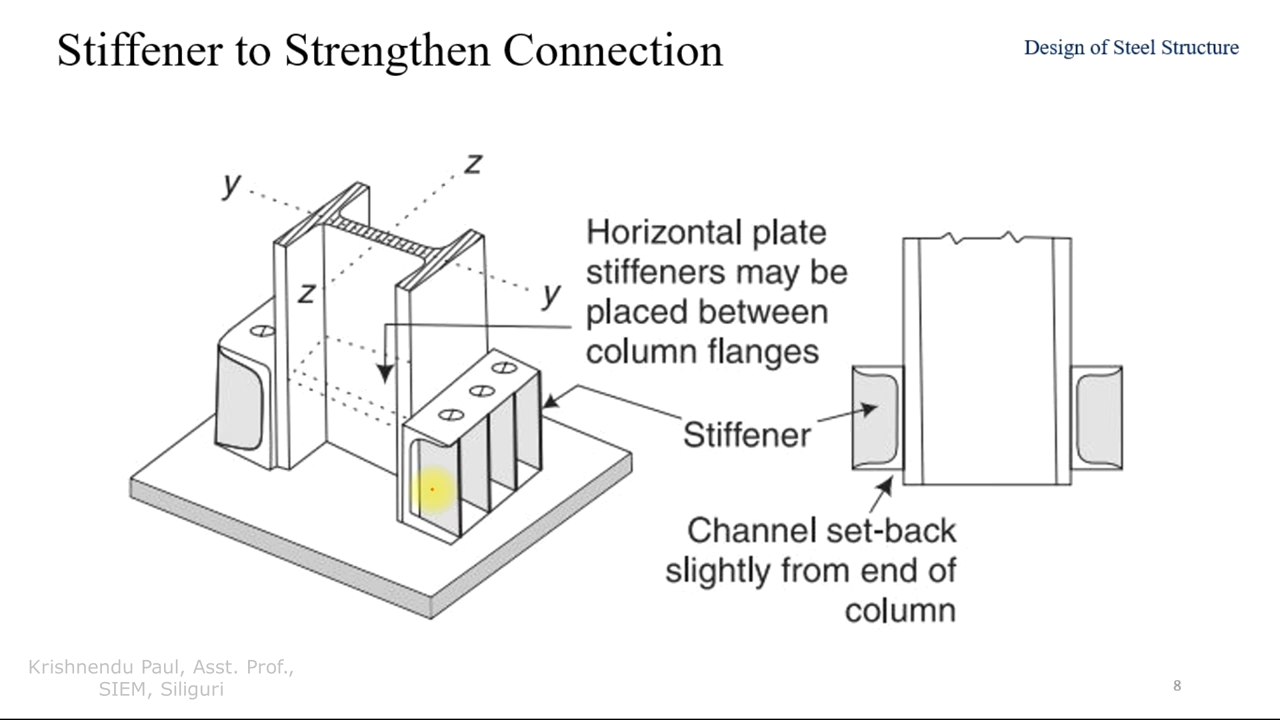 Stiffener to Strengthen Connection
Design of Steel Structure
y
z
z
y
Horizontal plate
stiffeners may be
placed between
column flanges
Stiffener
Channel set-back
slightly from end of
column
Krishnendu Paul, Asst. Prof.,
SIEM, Siliguri
8